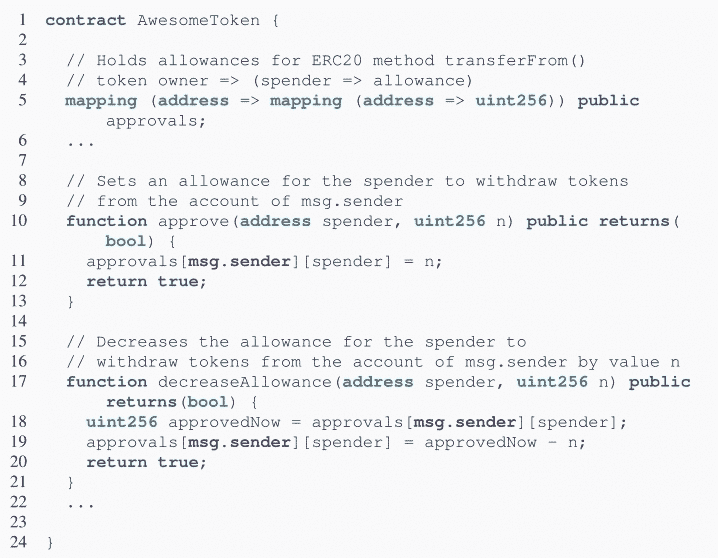 1 contract AwesomeToken {
2
3 // Holds allowances for ERC20 method transferFrom()
4 // token owner => (spender => allowance)
5 mapping (address => mapping (address => uint256)) public
approvals;
6 ...
7
8 // Sets an allowance for the spender to withdraw tokens
9 // from the account of msg.sender
10 function approve(address spender, uint256 n) public returns(
bool) {
11 approvals[msg.sender][spender] = n;
12 return true;
13 }
14
15 // Decreases the allowance for the spender to
16 // withdraw tokens from the account of msg.sender by value n
17 function decreaseAllowance(address spender, uint256 n) public
returns(bool) {
18 uint256 approvedNow = approvals[msg.sender][spender];
19 approvals[msg.sender][spender] = approvedNow - n;
20 return true;
21 }
22 ...
23
24 }